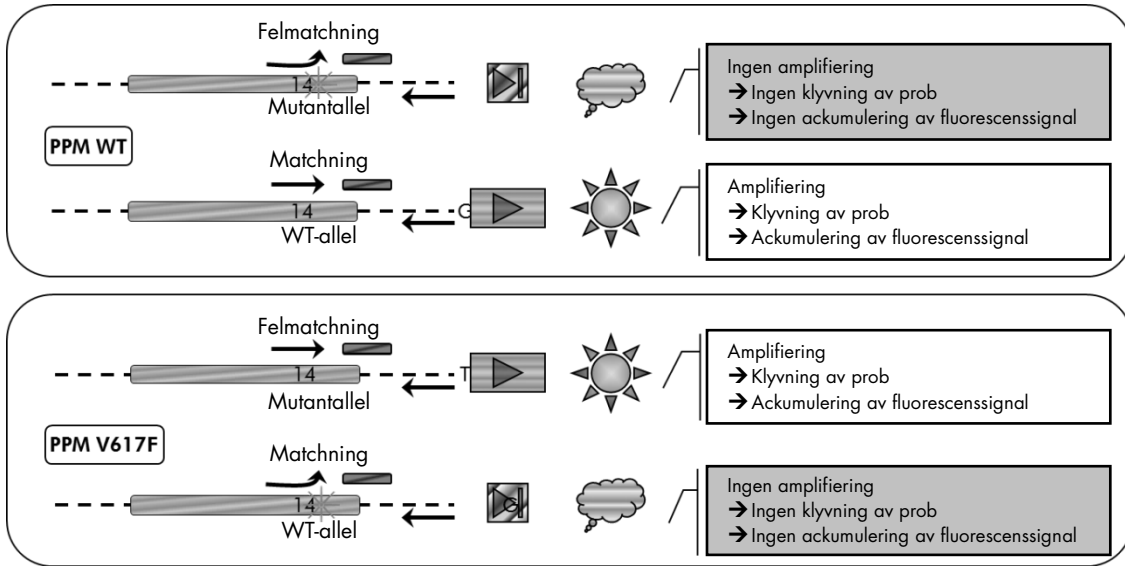 Felmatchning
14
Mutantallel
Ingen amplifiering
➔ Ingen klyvning av prob
➔ Ingen ackumulering av fluorescenssignal
PPM WT
Matchning
14
G
WT-allel
Amplifiering
➔ Klyvning av prob
➔ Ackumulering av fluorescenssignal
Felmatchning
14
T
Mutantallel
Amplifiering
➔ Klyvning av prob
➔ Ackumulering av fluorescenssignal
PPM V617F
Matchning
14
G
WT-allel
Ingen amplifiering
➔ Ingen klyvning av prob
➔ Ingen ackumulering av fluorescenssignal